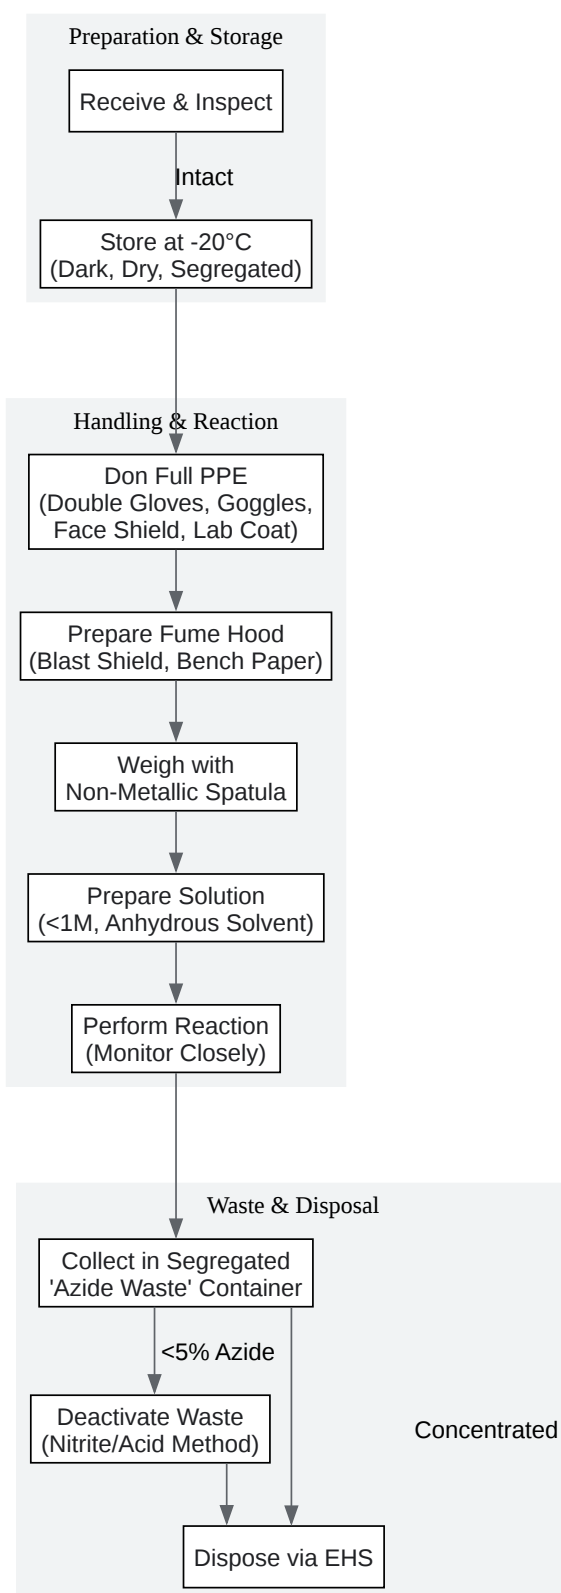 Preparation & Storage
Receive & Inspect
Intact
Store at -20°C
(Dark, Dry, Segregated)
Handling & Reaction
Don Full PPE
(Double Gloves, Goggles,
Face Shield, Lab Coat)
Prepare Fume Hood
(Blast Shield, Bench Paper)
Weigh with
Non-Metallic Spatula
Prepare Solution
(<1M, Anhydrous Solvent)
Perform Reaction
(Monitor Closely)
Waste & Disposal
Collect in Segregated
'Azide Waste' Container
<5% Azide
Deactivate Waste
(Nitrite/Acid Method)
Concentrated
Dispose via EHS